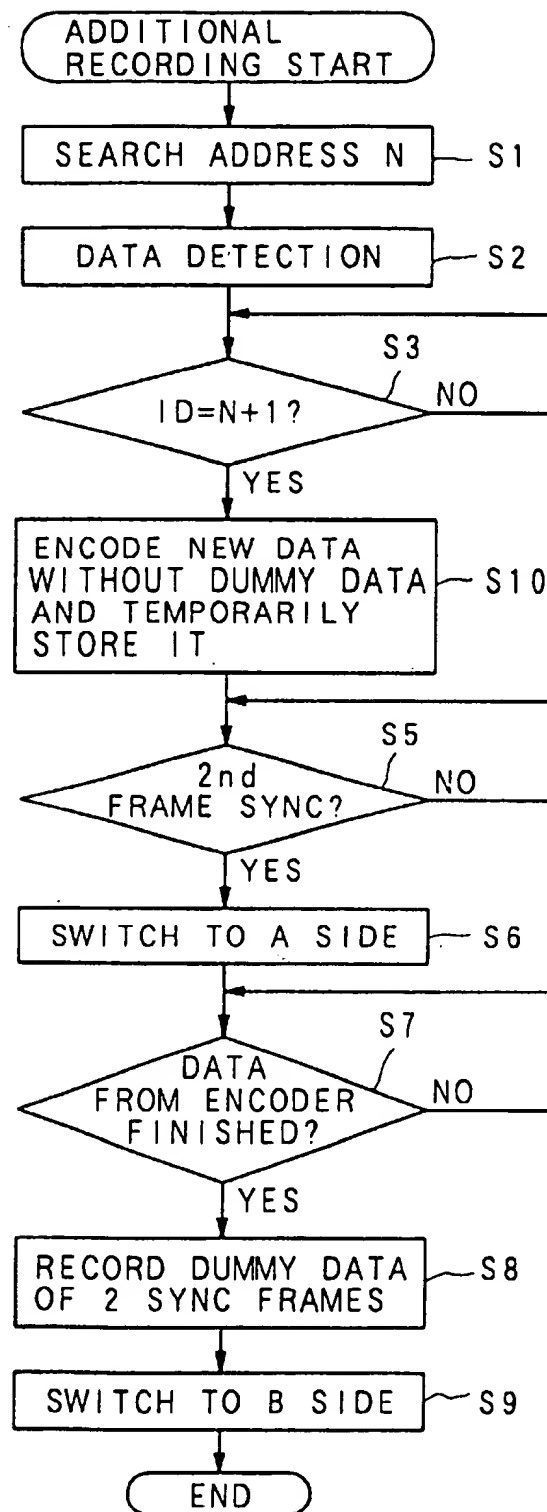 ADDITIONAL
RECORDING START
SEARCH ADDRESS N
S1
DATA DETECTION
S2
S3
ID=N+1?
NO
YES
ENCODE NEW DATA
WITHOUT DUMMY DATA
AND TEMPORARILY
STORE IT
S10
S5
2nd
FRAME SYNC?
NO
YES
SWITCH TO A SIDE
S6
S7
DATA
FROM ENCODER
FINISHED?
NO
YES
RECORD DUMMY DATA
OF 2 SYNC FRAMES
S8
SWITCH TO B SIDE
S9
END